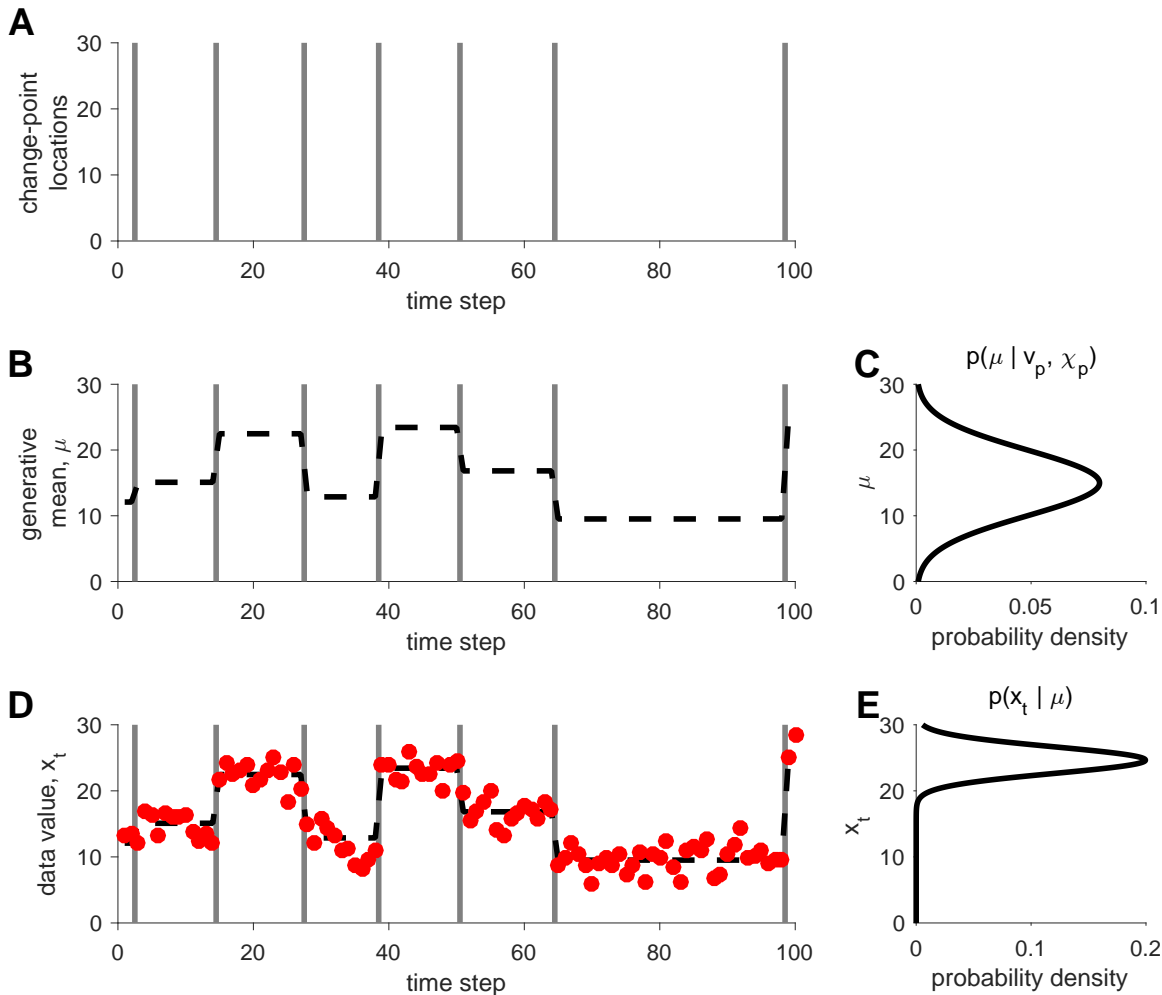 A
30
20
10
0
change-point
locations
0 20 40 60 80 100
time step
B
30
20
10
0
generative
mean, μ
0 20 40 60 80 100
time step
C
p(μ | v_p, χ_p)
30
20
10
0
μ
0 0.05 0.1
probability density
D
30
20
10
0
data value, x_t
0 20 40 60 80 100
time step
E
p(x_t | μ)
30
20
10
0
x_t
0 0.1 0.2
probability density